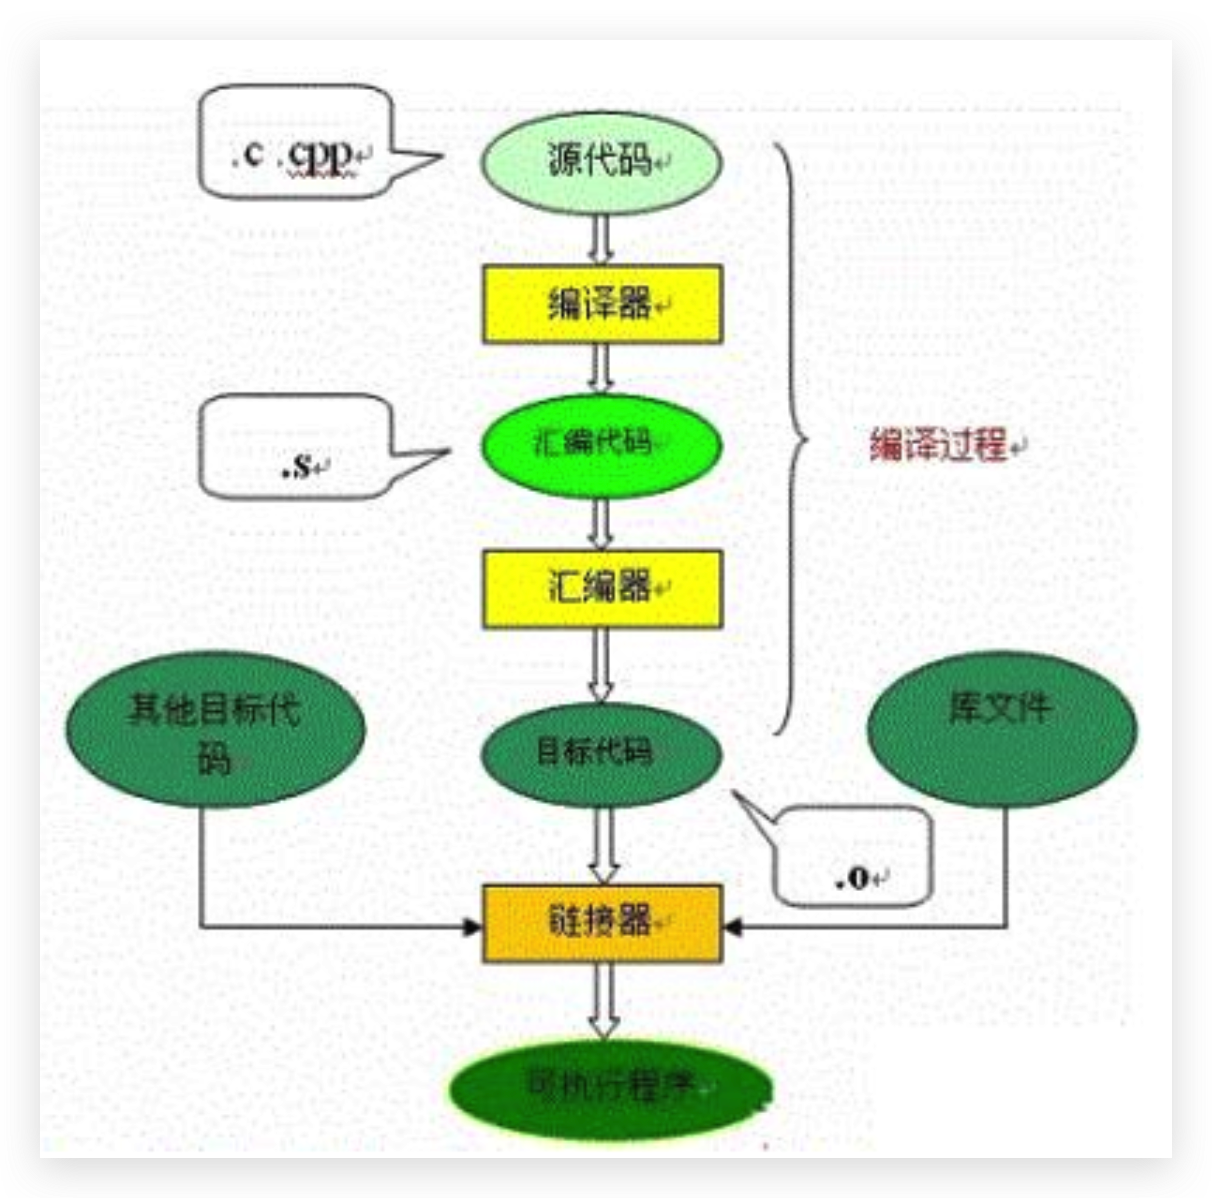 .c .cpp
源代码
编译器
汇编代码
.s
编译过程
汇编器
其他目标代
码
目标代码
库文件
.o
链接器
可执行程序